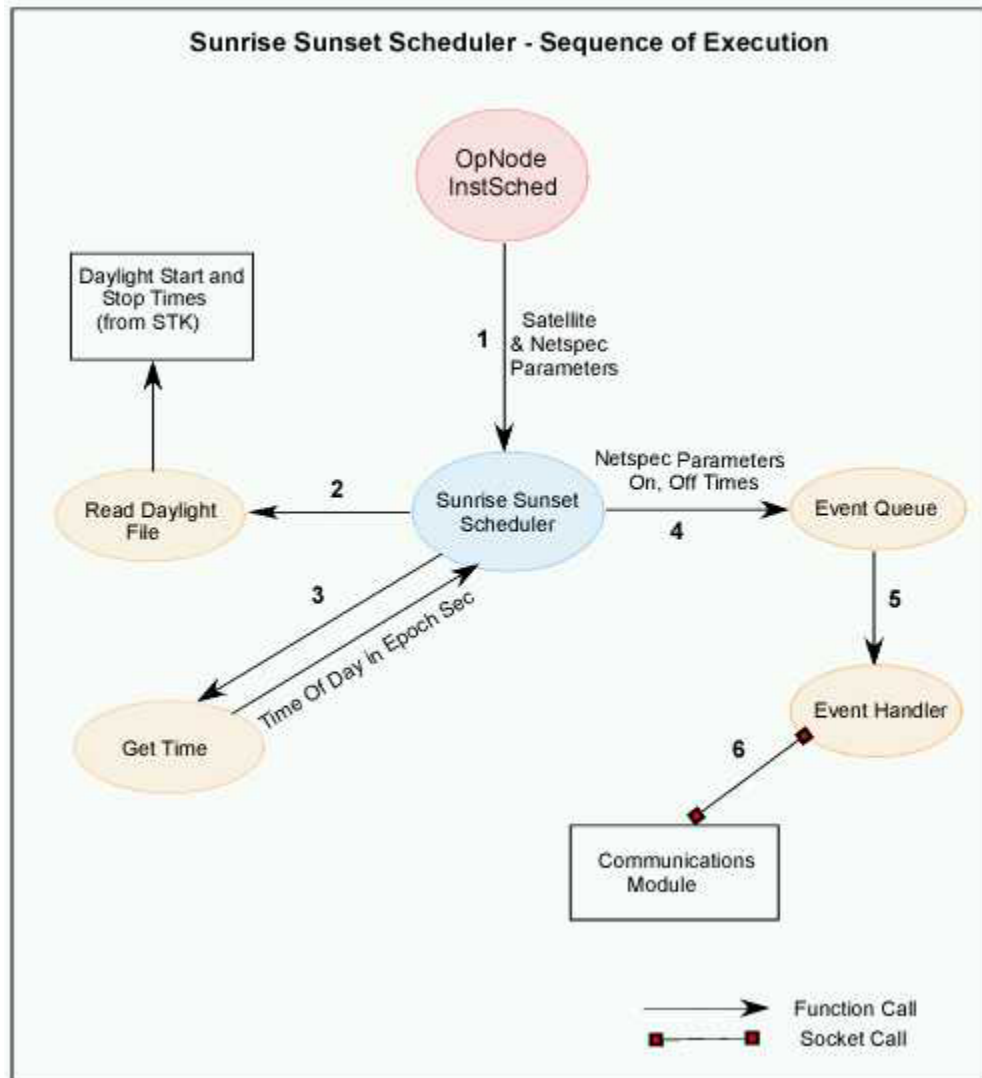 Sunrise Sunset Scheduler - Sequence of Execution
OpNode
InstSched
Daylight Start and
Stop Times
(from STK)
1
Satellite
& Netspec
Parameters
Read Daylight
File
2
Sunrise Sunset
Scheduler
Netspec Parameters
On, Off Times
4
Event Queue
3
Time Of Day in Epoch Sec
5
Get Time
Event Handler
6
Communications
Module
Function Call
Socket Call